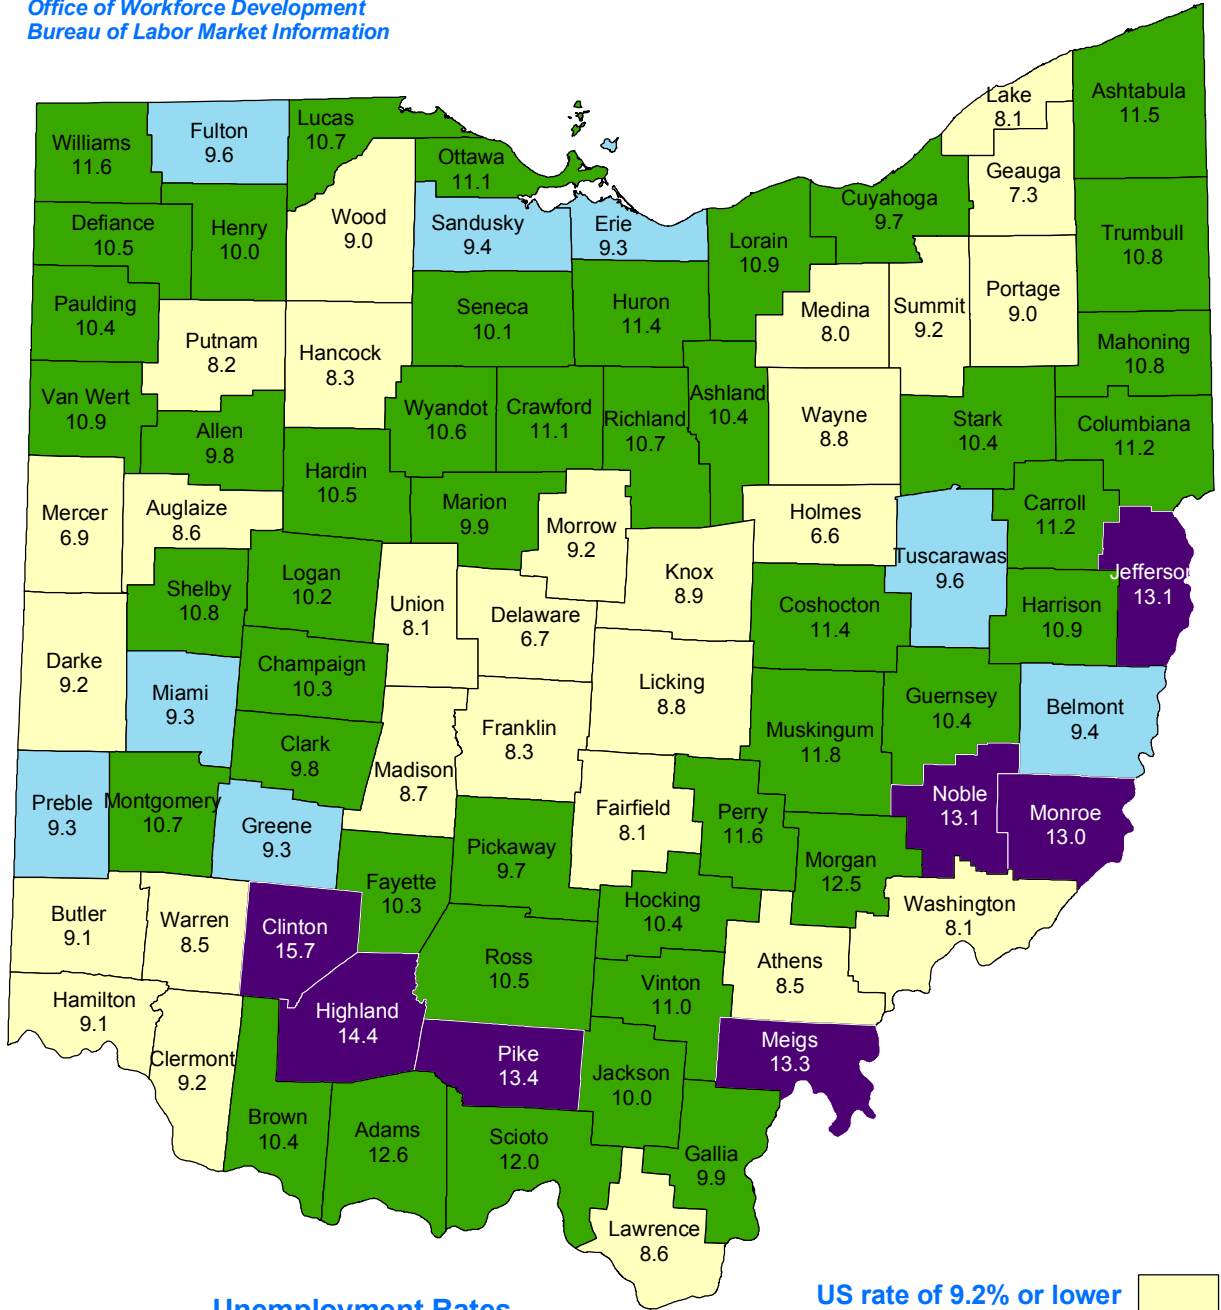 Office of Workforce Development
Bureau of Labor Market Information
Lake
8.1
Ashtabula
11.5
Williams
11.6
Fulton
9.6
Lucas
10.7
Ottawa
11.1
Geauga
7.3
Cuyahoga
9.7
Defiance
10.5
Henry
10.0
Wood
9.0
Sandusky
9.4
Erie
9.3
Lorain
10.9
Trumbull
10.8
Paulding
10.4
Putnam
8.2
Hancock
8.3
Seneca
10.1
Huron
11.4
Medina
8.0
Summit
9.2
Portage
9.0
Mahoning
10.8
Van Wert
10.9
Allen
9.8
Wyandot
10.6
Crawford
11.1
Richland
10.7
Ashland
10.4
Wayne
8.8
Stark
10.4
Columbiana
11.2
Hardin
10.5
Marion
9.9
Morrow
9.2
Mercer
6.9
Auglaize
8.6
Holmes
6.6
Carroll
11.2
Tuscarawas
9.6
Jefferson
13.1
Shelby
10.8
Logan
10.2
Union
8.1
Delaware
6.7
Knox
8.9
Coshocton
11.4
Harrison
10.9
Darke
9.2
Miami
9.3
Champaign
10.3
Licking
8.8
Guernsey
10.4
Belmont
9.4
Clark
9.8
Madison
8.7
Franklin
8.3
Muskingum
11.8
Preble
9.3
Montgomery
10.7
Greene
9.3
Fairfield
8.1
Perry
11.6
Noble
13.1
Monroe
13.0
Pickaway
9.7
Morgan
12.5
Fayette
10.3
Hocking
10.4
Washington
8.1
Butler
9.1
Warren
8.5
Clinton
15.7
Ross
10.5
Vinton
11.0
Athens
8.5
Hamilton
9.1
Highland
14.4
Clermont
9.2
Pike
13.4
Jackson
10.0
Meigs
13.3
Brown
10.4
Adams
12.6
Scioto
12.0
Gallia
9.9
Lawrence
8.6
Unemployment Rates
US rate of 9.2% or lower